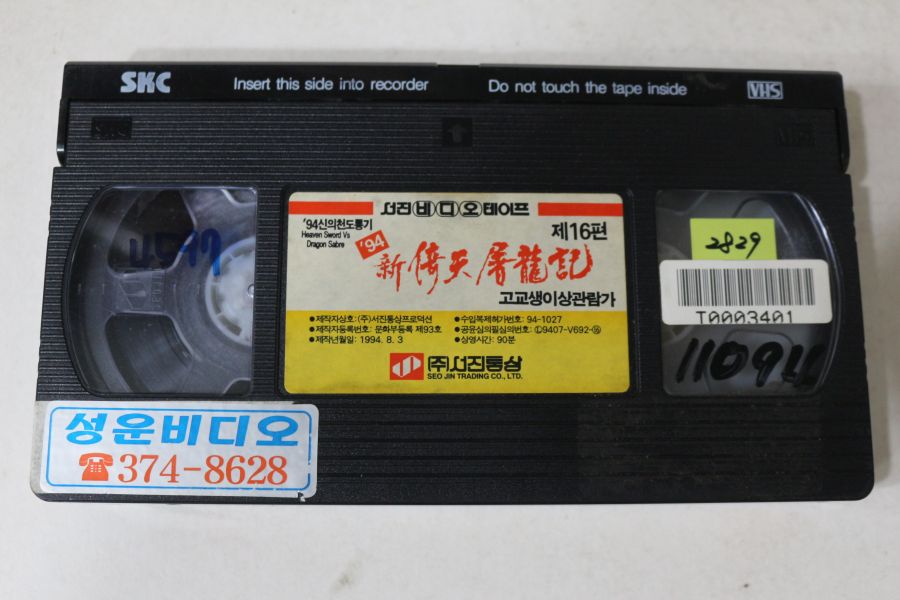 SKC Insert this side into recorder Do not touch the tape inside VHS
SKC
서진비디오테이프
'94신의천도룡기
Heaven Sword Vs
Dragon Sabre
제16편
'94 新倚天屠龍記
고교생이상관람가
●제작자상호: (주)서진통상프로덕션
●제작자등록번호: 문화부등록 제93호
●제작년월일: 1994. 8. 3
●수입복제허가번호: 94-1027
●공윤심의필심의번호: Ⓛ9407-V692-⑯
●상영시간: 90분
(주)서진통상
SEO JIN TRADING CO., LTD.
2829
T0003401
성운비디오
☎374-8628